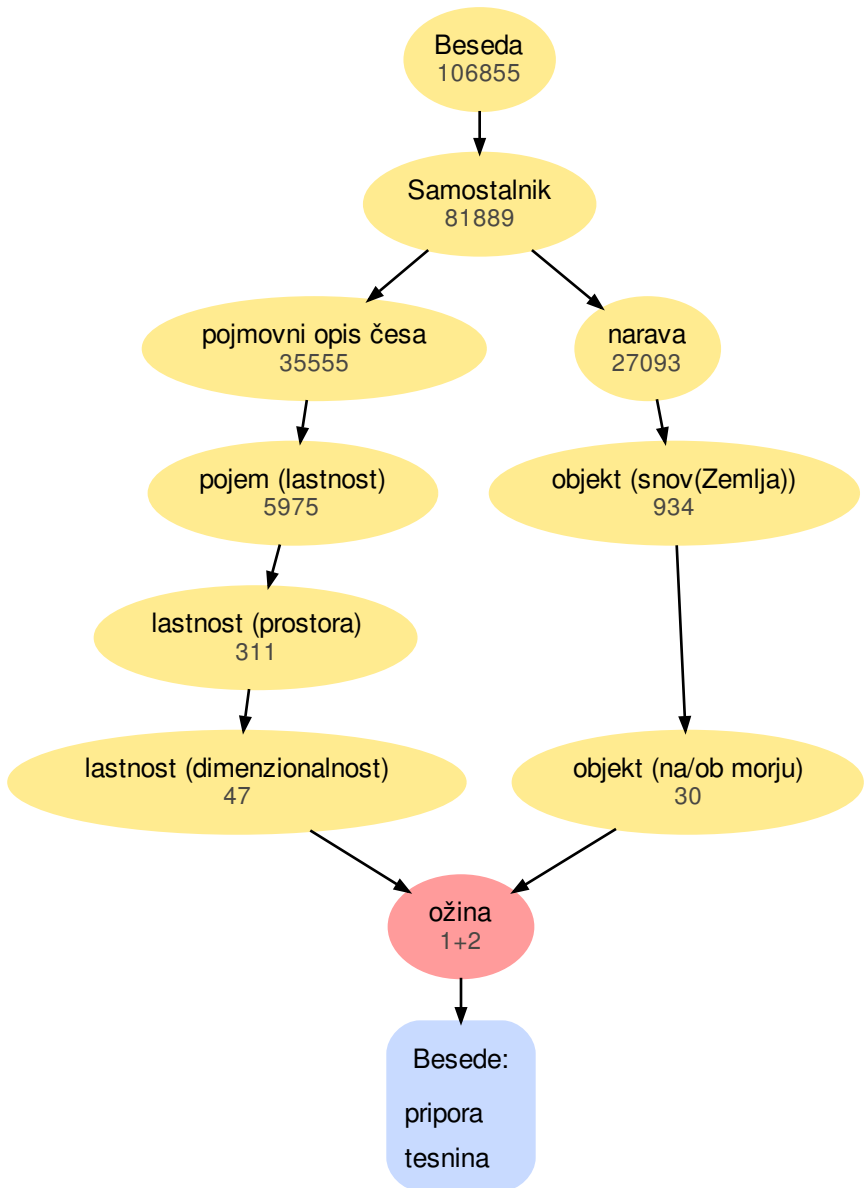 Beseda
106855
Samostalnik
81889
pojmovni opis česa
35555
narava
27093
pojem (lastnost)
5975
objekt (snov(Zemlja))
934
lastnost (prostora)
311
lastnost (dimenzionalnost)
47
objekt (na/ob morju)
30
ožina
1+2
Besede:
pripora
tesnina